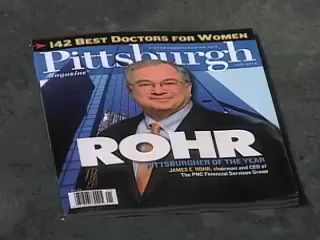 142 BEST DOCTORS FOR WOMEN
Pittsburgh
Magazine
ROHR
PITTSBURGHER OF THE YEAR
JAMES E. ROHR, chairman and CEO of
The PNC Financial Services Group